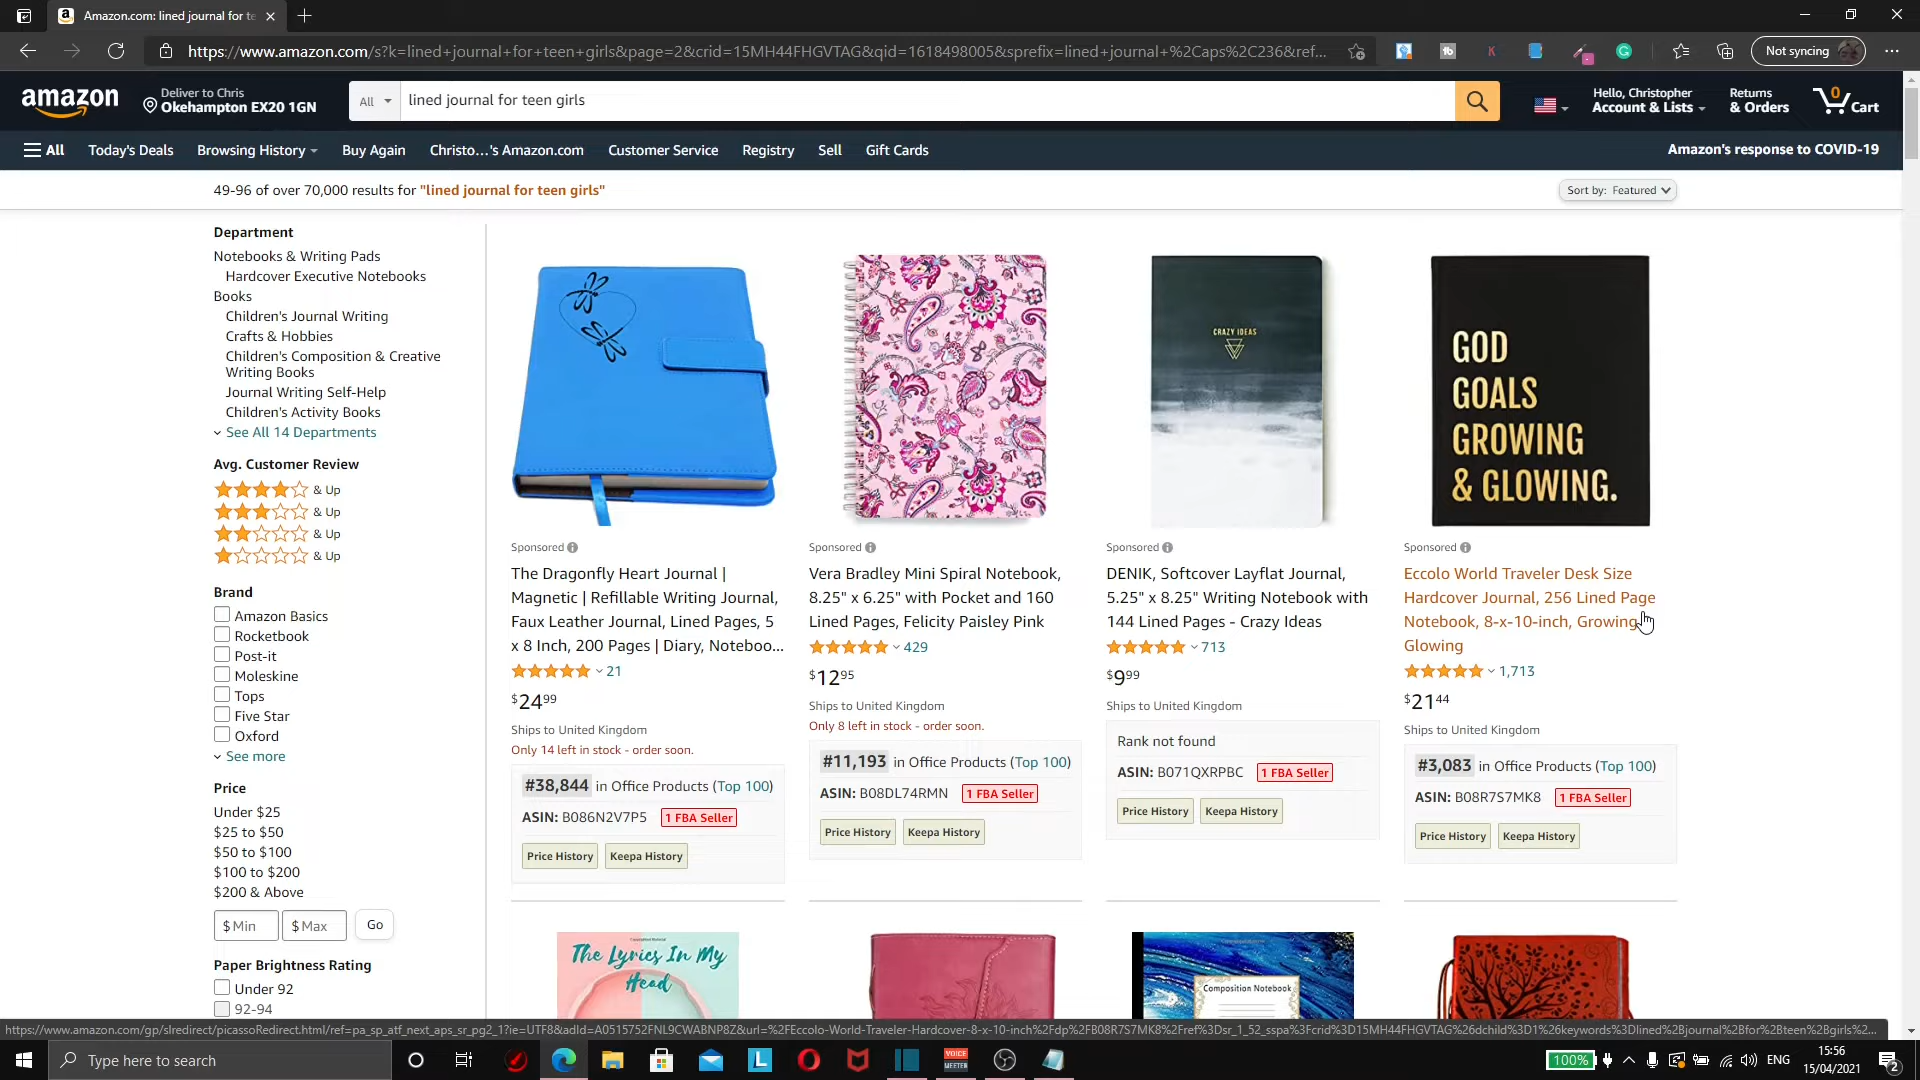 Amazon.com: lined journal for te
https://www.amazon.com/s?k=lined+journal+for+teen+girls&page=2&crid=15MH44FHGVTAG&qid=1618498005&sprefix=lined+journal+%2Caps%2C236&ref...
Not syncing
amazon
Deliver to Chris
Okehampton EX20 1GN
All
lined journal for teen girls
Hello, Christopher
Account & Lists
Returns
& Orders
0
Cart
All
Today's Deals
Browsing History
Buy Again
Christo...'s Amazon.com
Customer Service
Registry
Sell
Gift Cards
Amazon's response to COVID-19
49-96 of over 70,000 results for "lined journal for teen girls"
Sort by: Featured
Department
Notebooks & Writing Pads
Hardcover Executive Notebooks
Books
Children's Journal Writing
Crafts & Hobbies
Children's Composition & Creative
Writing Books
Journal Writing Self-Help
Children's Activity Books
See All 14 Departments
Avg. Customer Review
& Up
& Up
& Up
& Up
Brand
Amazon Basics
Rocketbook
Post-it
Moleskine
Tops
Five Star
Oxford
See more
Price
Under $25
$25 to $50
$50 to $100
$100 to $200
$200 & Above
$ Min
$ Max
Go
Paper Brightness Rating
Under 92
92-94
Sponsored
The Dragonfly Heart Journal |
Magnetic | Refillable Writing Journal,
Faux Leather Journal, Lined Pages, 5
x 8 Inch, 200 Pages | Diary, Noteboo...
21
$24 99
Ships to United Kingdom
Only 14 left in stock - order soon.
#38,844 in Office Products (Top 100)
ASIN: B086N2V7P5 1 FBA Seller
Price History
Keepa History
Sponsored
Vera Bradley Mini Spiral Notebook,
8.25" x 6.25" with Pocket and 160
Lined Pages, Felicity Paisley Pink
429
$12 95
Ships to United Kingdom
Only 8 left in stock - order soon.
#11,193 in Office Products (Top 100)
ASIN: B08DL74RMN 1 FBA Seller
Price History
Keepa History
CRAZY IDEAS
Sponsored
DENIK, Softcover Layflat Journal,
5.25" x 8.25" Writing Notebook with
144 Lined Pages - Crazy Ideas
713
$9 99
Ships to United Kingdom
Rank not found
ASIN: B071QXRPBC 1 FBA Seller
Price History
Keepa History
GOD
GOALS
GROWING
& GLOWING.
Sponsored
Eccolo World Traveler Desk Size
Hardcover Journal, 256 Lined Page
Notebook, 8-x-10-inch, Growing
Glowing
1,713
$21 44
Ships to United Kingdom
#3,083 in Office Products (Top 100)
ASIN: B08R7S7MK8 1 FBA Seller
Price History
Keepa History
The Lyrics In My
Head
Composition Notebook
https://www.amazon.com/gp/slredirect/picassoRedirect.html/ref=pa_sp_atf_next_aps_sr_pg2_1?ie=UTF8&adId=A0515752FNL9CWABNP8Z&url=%2FEccolo-World-Traveler-Hardcover-8-x-10-inch%2Fdp%2FB08R7S7MK8%2Fref%3Dsr_1_52_sspa%3Fcrid%3D15MH44FHGVTAG%26dchild%3D1%26keywords%3Dlined%2Bjournal%2Bfor%2Bteen%2Bgirls%2...
Type here to search
VOICE
MEETER
100%
ENG
15:56
15/04/2021
2